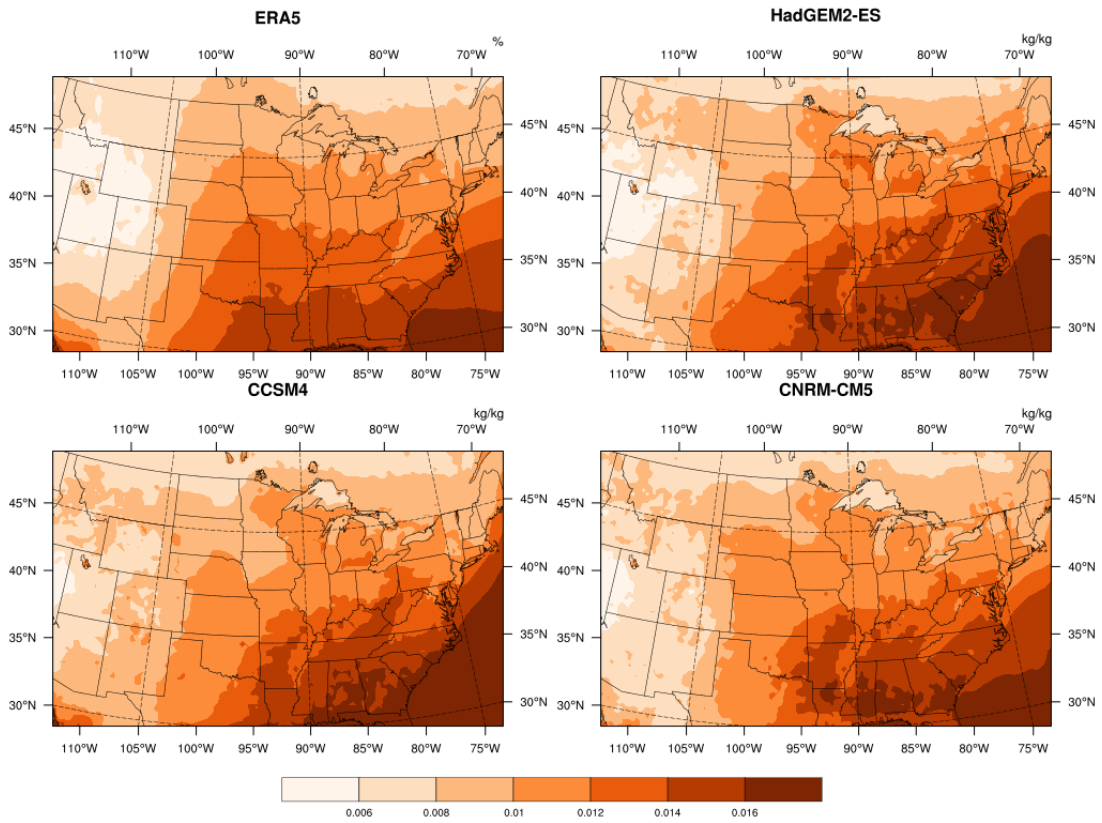 ERA5
HadGEM2-ES
% kg/kg
110°W 100°W 90°W 80°W 70°W 110°W 100°W 90°W 80°W 70°W
45°N 45°N 45°N 45°N
40°N 40°N 40°N 40°N
35°N 35°N 35°N 35°N
30°N 30°N 30°N 30°N
110°W 105°W 100°W 95°W 90°W 85°W 80°W 75°W 110°W 105°W 100°W 95°W 90°W 85°W 80°W 75°W
CCSM4 CNRM-CM5
kg/kg kg/kg
110°W 100°W 90°W 80°W 70°W 110°W 100°W 90°W 80°W 70°W
45°N 45°N 45°N 45°N
40°N 40°N 40°N 40°N
35°N 35°N 35°N 35°N
30°N 30°N 30°N 30°N
110°W 105°W 100°W 95°W 90°W 85°W 80°W 75°W 110°W 105°W 100°W 95°W 90°W 85°W 80°W 75°W
0.006 0.008 0.01 0.012 0.014 0.016